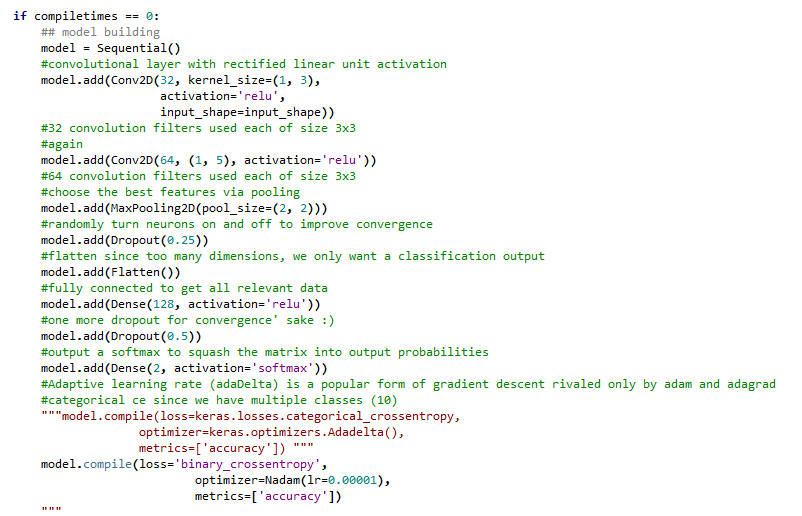 if compiletimes == 0:
    ## model building
    model = Sequential()
    #convolutional layer with rectified linear unit activation
    model.add(Conv2D(32, kernel_size=(1, 3),
                     activation='relu',
                     input_shape=input_shape))
    #32 convolution filters used each of size 3x3
    #again
    model.add(Conv2D(64, (1, 5), activation='relu'))
    #64 convolution filters used each of size 3x3
    #choose the best features via pooling
    model.add(MaxPooling2D(pool_size=(2, 2)))
    #randomly turn neurons on and off to improve convergence
    model.add(Dropout(0.25))
    #flatten since too many dimensions, we only want a classification output
    model.add(Flatten())
    #fully connected to get all relevant data
    model.add(Dense(128, activation='relu'))
    #one more dropout for convergence' sake :)
    model.add(Dropout(0.5))
    #output a softmax to squash the matrix into output probabilities
    model.add(Dense(2, activation='softmax'))
    #Adaptive learning rate (adaDelta) is a popular form of gradient descent rivaled only by adam and adagrad
    #categorical ce since we have multiple classes (10)
    """model.compile(loss=keras.losses.categorical_crossentropy,
                  optimizer=keras.optimizers.Adadelta(),
                  metrics=['accuracy']) """
    model.compile(loss='binary_crossentropy',
                          optimizer=Nadam(lr=0.00001),
                          metrics=['accuracy'])
    """